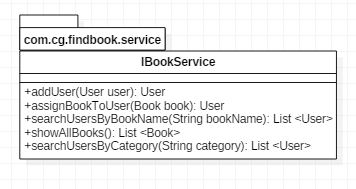 com.cg.findbook.service
IBookService
+addUser(User user): User
+assignBookToUser(Book book): User
+searchUsersByBookName(String bookName): List <User>
+showAllBooks(): List <Book>
+searchUsersByCategory(String category): List <User>